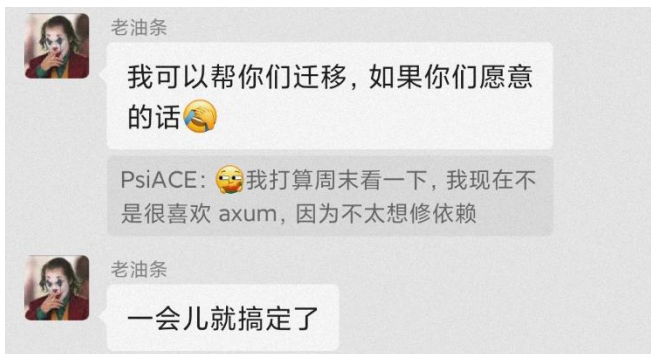 老油条
我可以帮你们迁移，如果你们愿意
的话🤦
PsiACE：🤭我打算周末看一下，我现在不
是很喜欢 axum，因为不太想修依赖
老油条
一会儿就搞定了